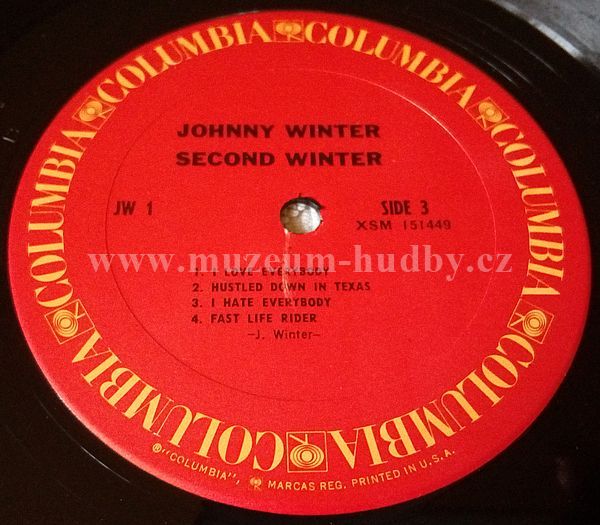 COLUMBIA COLUMBIA COLUMBIA COLUMBIA COLUMBIA COLUMBIA COLUMBIA COLUMBIA
JOHNNY WINTER
SECOND WINTER
JW 1
SIDE 3
XSM 151449
www.muzeum-hudby.cz
1. I LOVE EVERYBODY
2. HUSTLED DOWN IN TEXAS
3. I HATE EVERYBODY
4. FAST LIFE RIDER
-J. Winter-
®"COLUMBIA", MARCAS REG. PRINTED IN U.S.A.